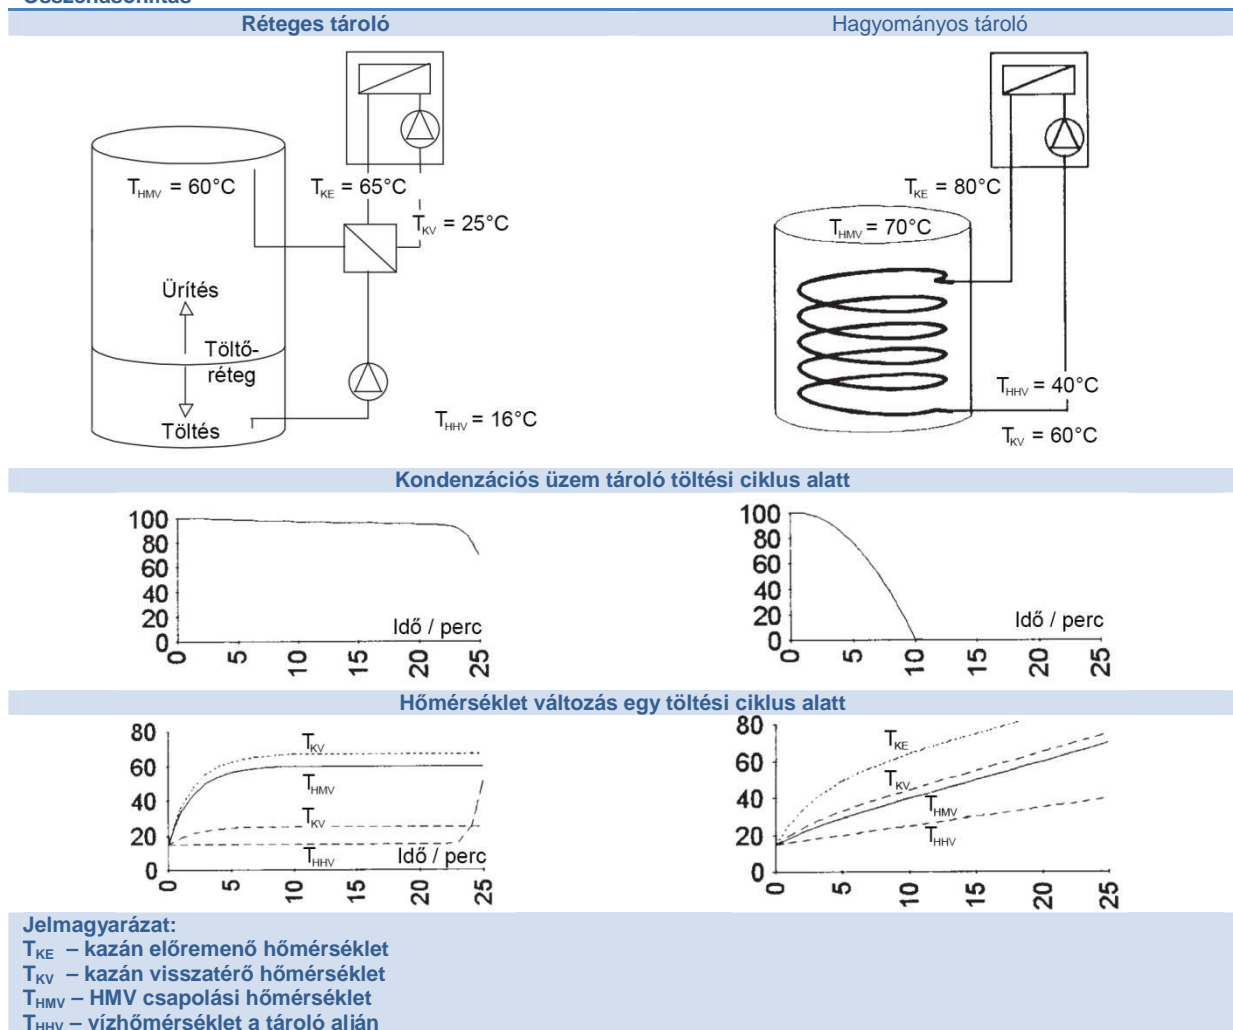 Összehasonlítás
Réteges tároló
Hagyományos tároló
THMV = 60°C
TKE = 65°C
TKV = 25°C
Ürítés
Töltő-
réteg
Töltés
THHV = 16°C
TKE = 80°C
THMV = 70°C
THHV = 40°C
TKV = 60°C
Kondenzációs üzem tároló töltési ciklus alatt
100
80
60
40
20
0
Idő / perc
0 5 10 15 20 25
100
80
60
40
20
0
Idő / perc
0 5 10 15 20 25
Hőmérséklet változás egy töltési ciklus alatt
80
60
40
20
0
TKV
THMV
TKV
THHV
Idő / perc
0 5 10 15 20 25
80
60
40
20
0
TKE
TKV
THMV
THHV
0 5 10 15 20 25
Jelmagyarázat:
TKE – kazán előremenő hőmérséklet
TKV – kazán visszatérő hőmérséklet
THMV – HMV csapolási hőmérséklet
THHV – vízhőmérséklet a tároló alján